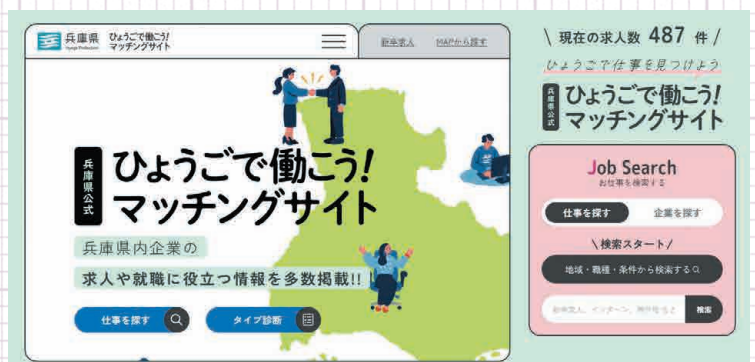 兵庫県
Hyogo Prefecture
ひょうごで働こう!
マッチングサイト
新卒求人
MAPから探す
兵庫県公式
ひょうごで働こう!
マッチングサイト
兵庫県内企業の
求人や就職に役立つ情報を多数掲載!!
仕事を探す
タイプ診断
\ 現在の求人数 487 件 /
ひょうごで仕事を見つけよう
兵庫県公式
ひょうごで働こう!
マッチングサイト
Job Search
お仕事を検索する
仕事を探す
企業を探す
\ 検索スタート /
地域・職種・条件から検索する
検索